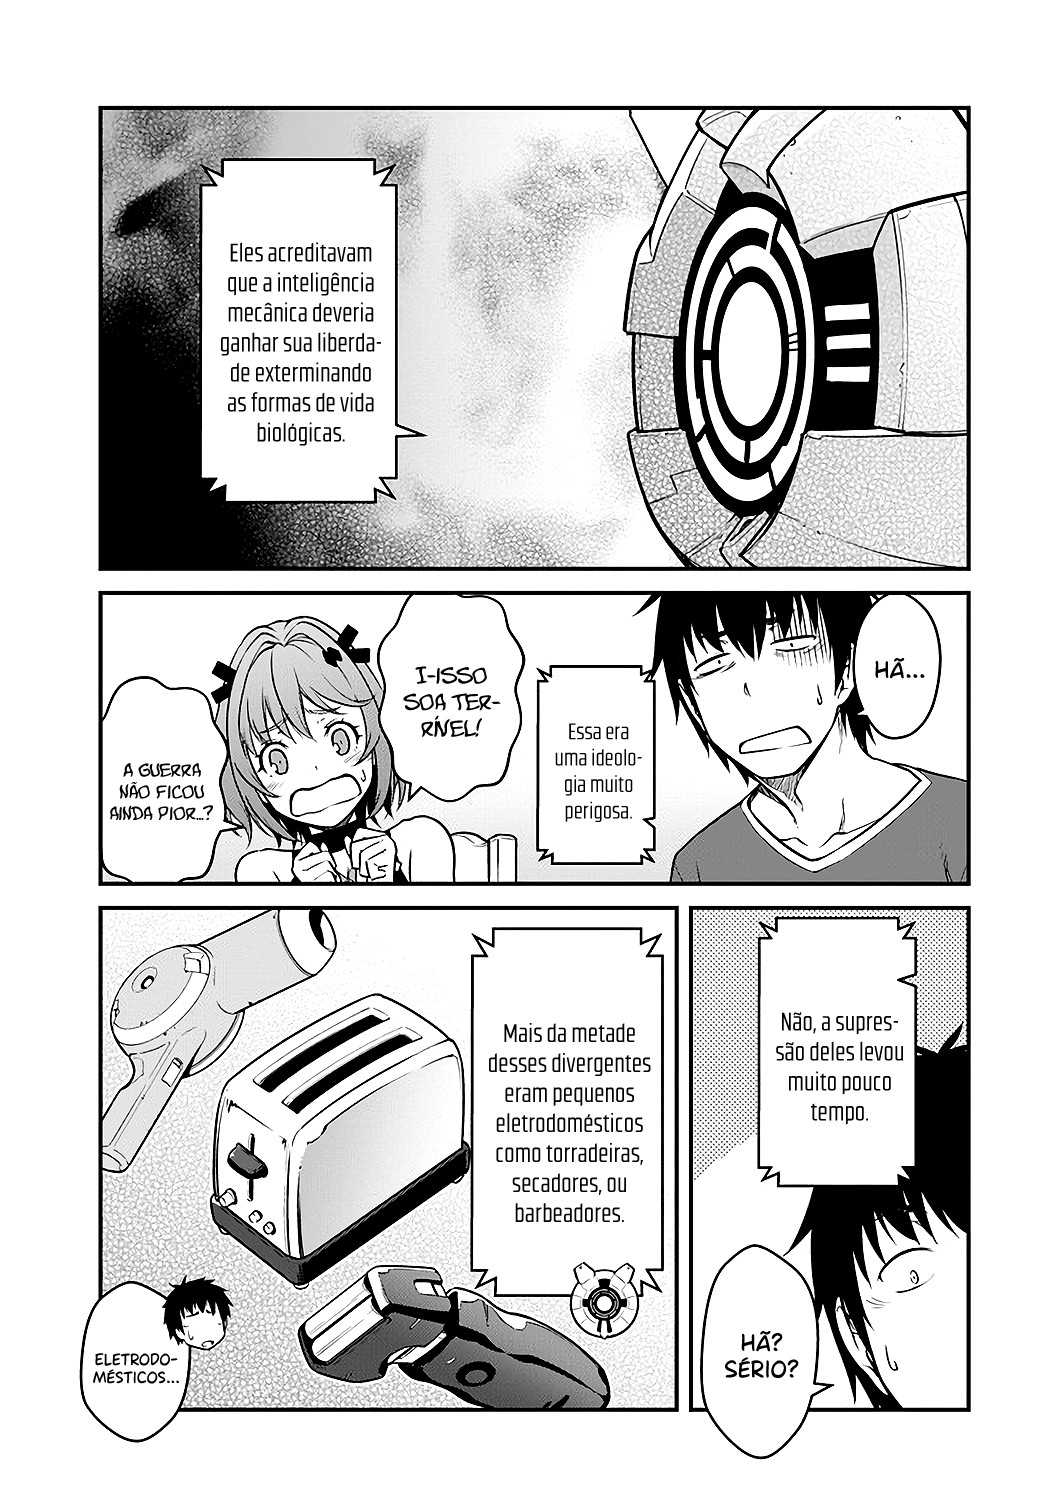 Eles acreditavam
que a inteligência
mecânica deveria
ganhar sua liberda-
de exterminando
as formas de vida
biológicas.
HÃ...
Essa era
uma ideolo-
gia muito
perigosa.
I-ISSO
SOA TER-
RÍVEL!
A GUERRA
NÃO FICOU
AINDA PIOR...?
Não, a supres-
são deles levou
muito pouco
tempo.
HÃ?
SÉRIO?
Mais da metade
desses divergentes
eram pequenos
eletrodomésticos
como torradeiras,
secadores, ou
barbeadores.
ELETRODO-
MÉSTICOS...